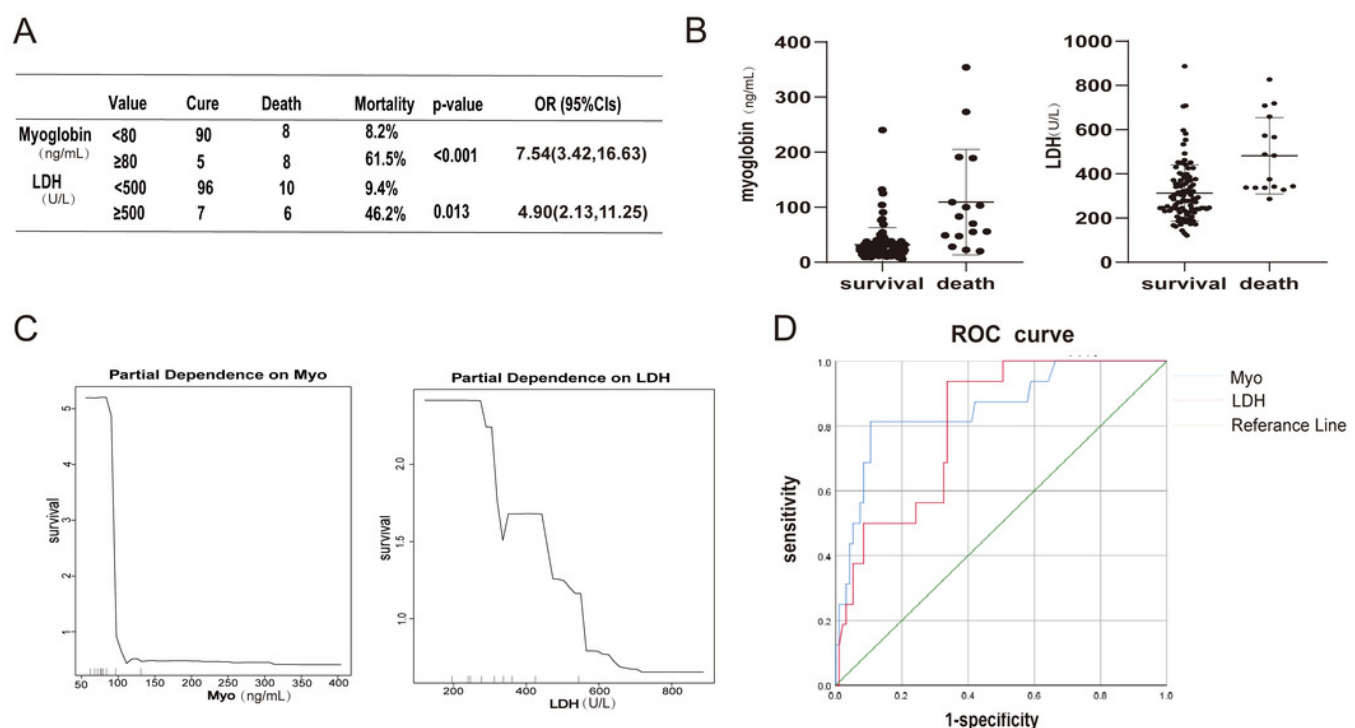 A
Value Cure Death Mortality p-value OR (95%CIs)
Myoglobin (ng/mL) <80 90 8 8.2% <0.001 7.54(3.42,16.63)
≥80 5 8 61.5%
LDH (U/L) <500 96 10 9.4% 0.013 4.90(2.13,11.25)
≥500 7 6 46.2%
B
myoglobin (ng/mL)
400
300
200
100
0
survival death
LDH(U/L)
1000
800
600
400
200
0
survival death
C
Partial Dependence on Myo
survival
5
4
3
2
1
50 100 150 200 250 300 350 400
Myo (ng/mL)
Partial Dependence on LDH
survival
2.0
1.5
1.0
200 400 600 800
LDH (U/L)
D
ROC curve
sensitivity
1.0
0.8
0.6
0.4
0.2
0.0
0.0 0.2 0.4 0.6 0.8 1.0
1-specificity
Myo
LDH
Referance Line